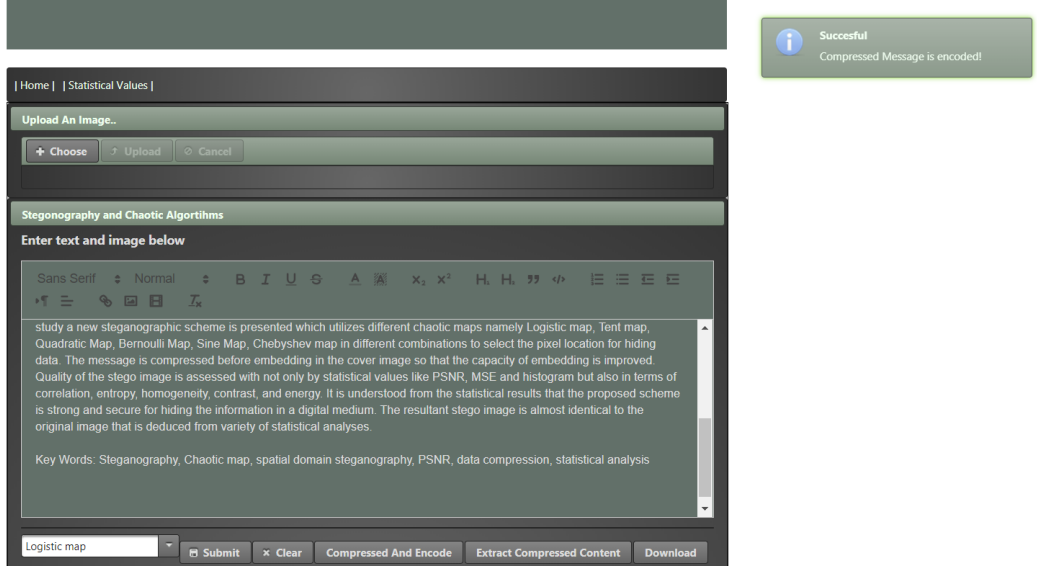 Succesful
Compressed Message is encoded!
| Home | | Statistical Values |
Upload An Image..
Choose Upload Cancel
Stegonography and Chaotic Algortihms
Enter text and image below
Sans Serif Normal B I U S A A X₂ X² H₁ H₂
study a new steganographic scheme is presented which utilizes different chaotic maps namely Logistic map, Tent map,
Quadratic Map, Bernoulli Map, Sine Map, Chebyshev map in different combinations to select the pixel location for hiding
data. The message is compressed before embedding in the cover image so that the capacity of embedding is improved.
Quality of the stego image is assessed with not only by statistical values like PSNR, MSE and histogram but also in terms of
correlation, entropy, homogeneity, contrast, and energy. It is understood from the statistical results that the proposed scheme
is strong and secure for hiding the information in a digital medium. The resultant stego image is almost identical to the
original image that is deduced from variety of statistical analyses.
Key Words: Steganography, Chaotic map, spatial domain steganography, PSNR, data compression, statistical analysis
Logistic map Submit Clear Compressed And Encode Extract Compressed Content Download